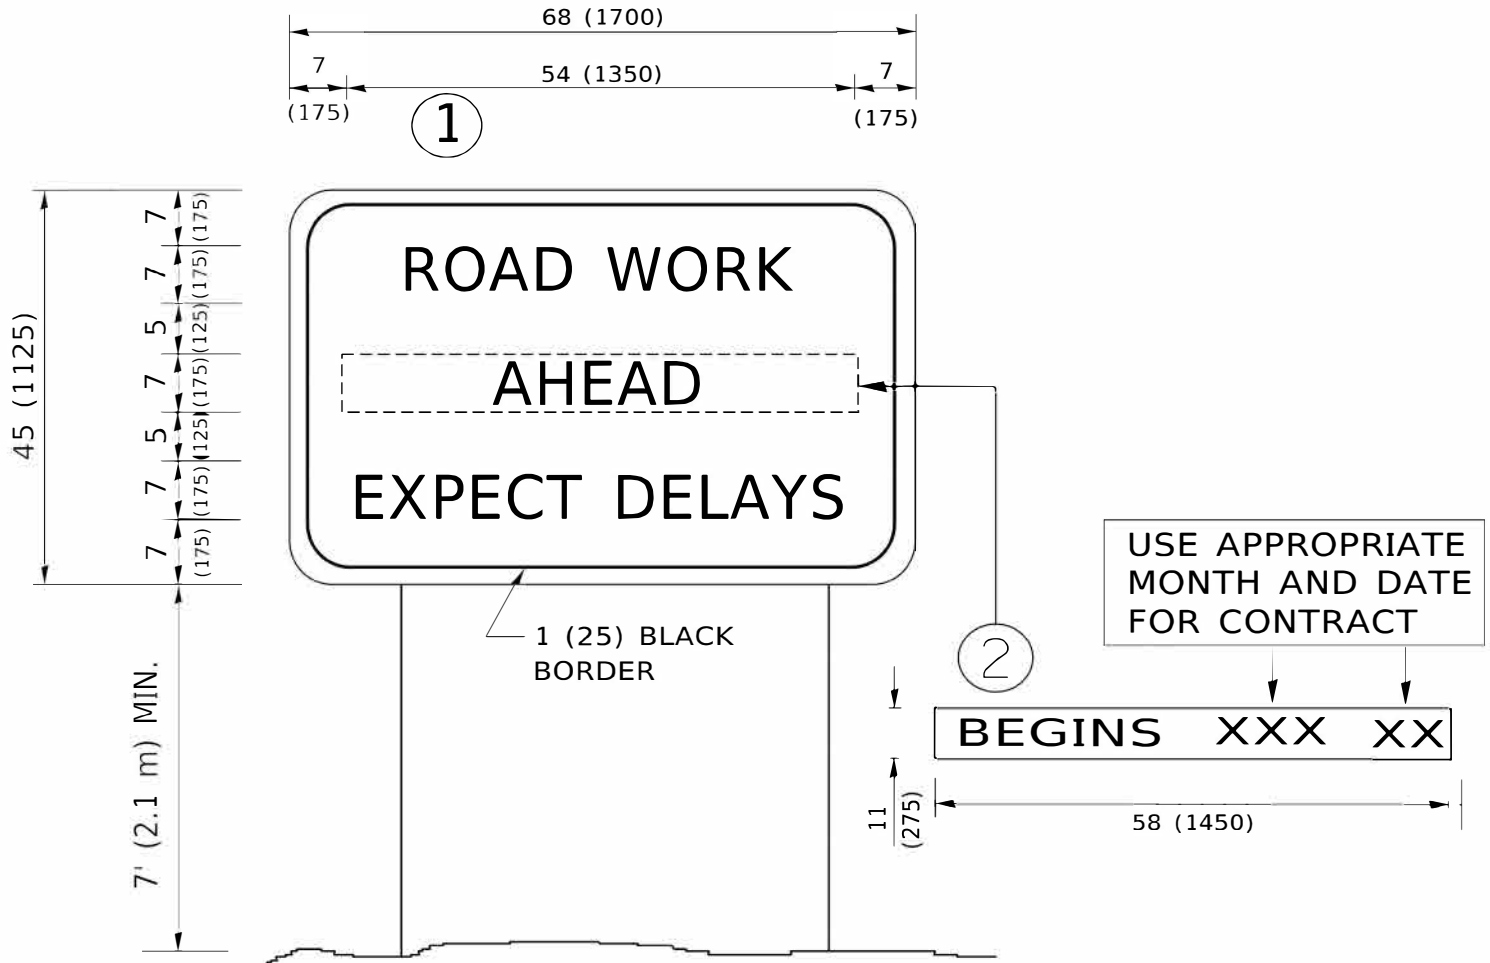 68 (1700)
7
54 (1350)
7
(175)
(175)
1
7
(175)
7
(175)
5
(125)
7
(175)
5
(125)
7
(175)
7
(175)
45 (1125)
ROAD WORK
AHEAD
EXPECT DELAYS
1 (25) BLACK
BORDER
7' (2.1 m) MIN.
USE APPROPRIATE
MONTH AND DATE
FOR CONTRACT
2
BEGINS XXX XX
11
(275)
58 (1450)